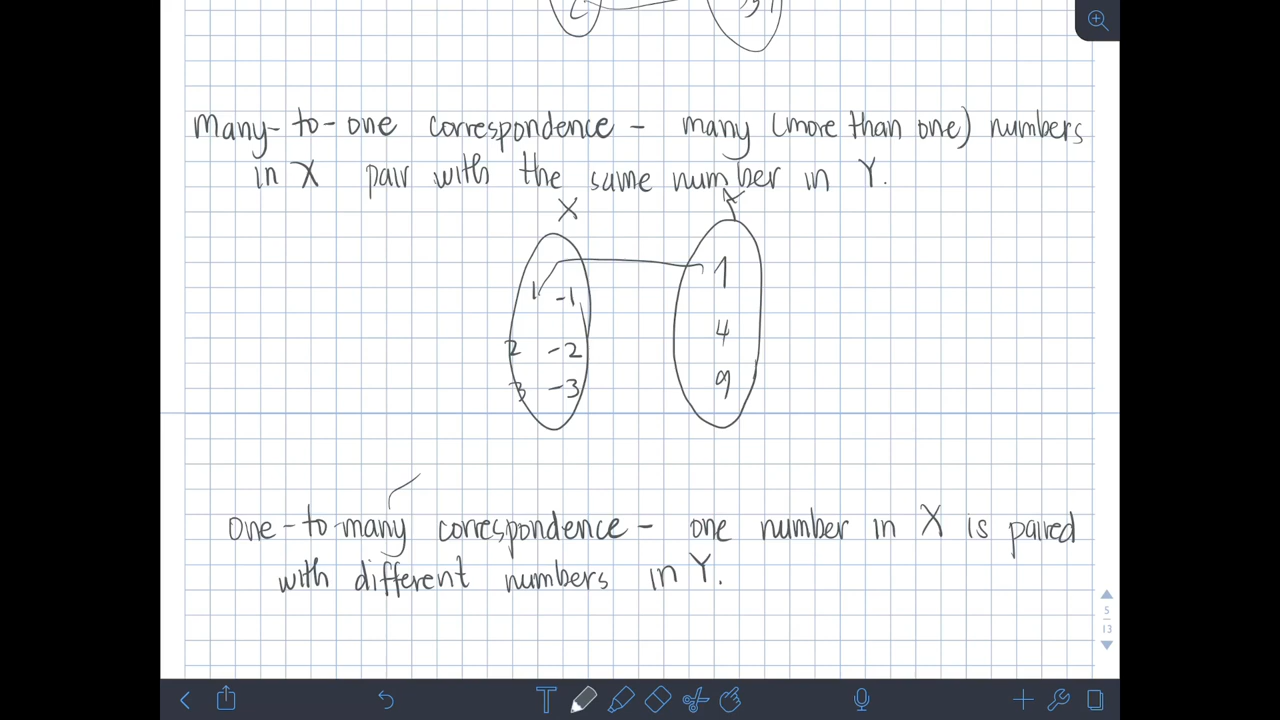 many-to-one correspondence - many (more than one) numbers
in X pair with the same number in Y.
X
1 -1 1
2 -2 4
3 -3 9
one-to-many correspondence - one number in X is paired
with different numbers in Y.
5
13
T